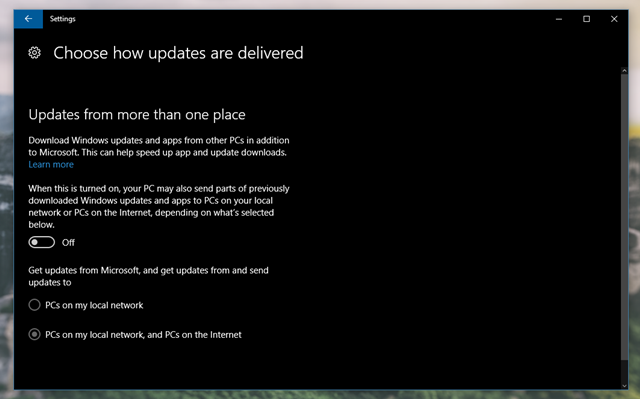 Settings
Choose how updates are delivered
Updates from more than one place
Download Windows updates and apps from other PCs in addition
to Microsoft. This can help speed up app and update downloads.
Learn more
When this is turned on, your PC may also send parts of previously
downloaded Windows updates and apps to PCs on your local
network or PCs on the Internet, depending on what's selected
below.
Off
Get updates from Microsoft, and get updates from and send
updates to
PCs on my local network
PCs on my local network, and PCs on the Internet